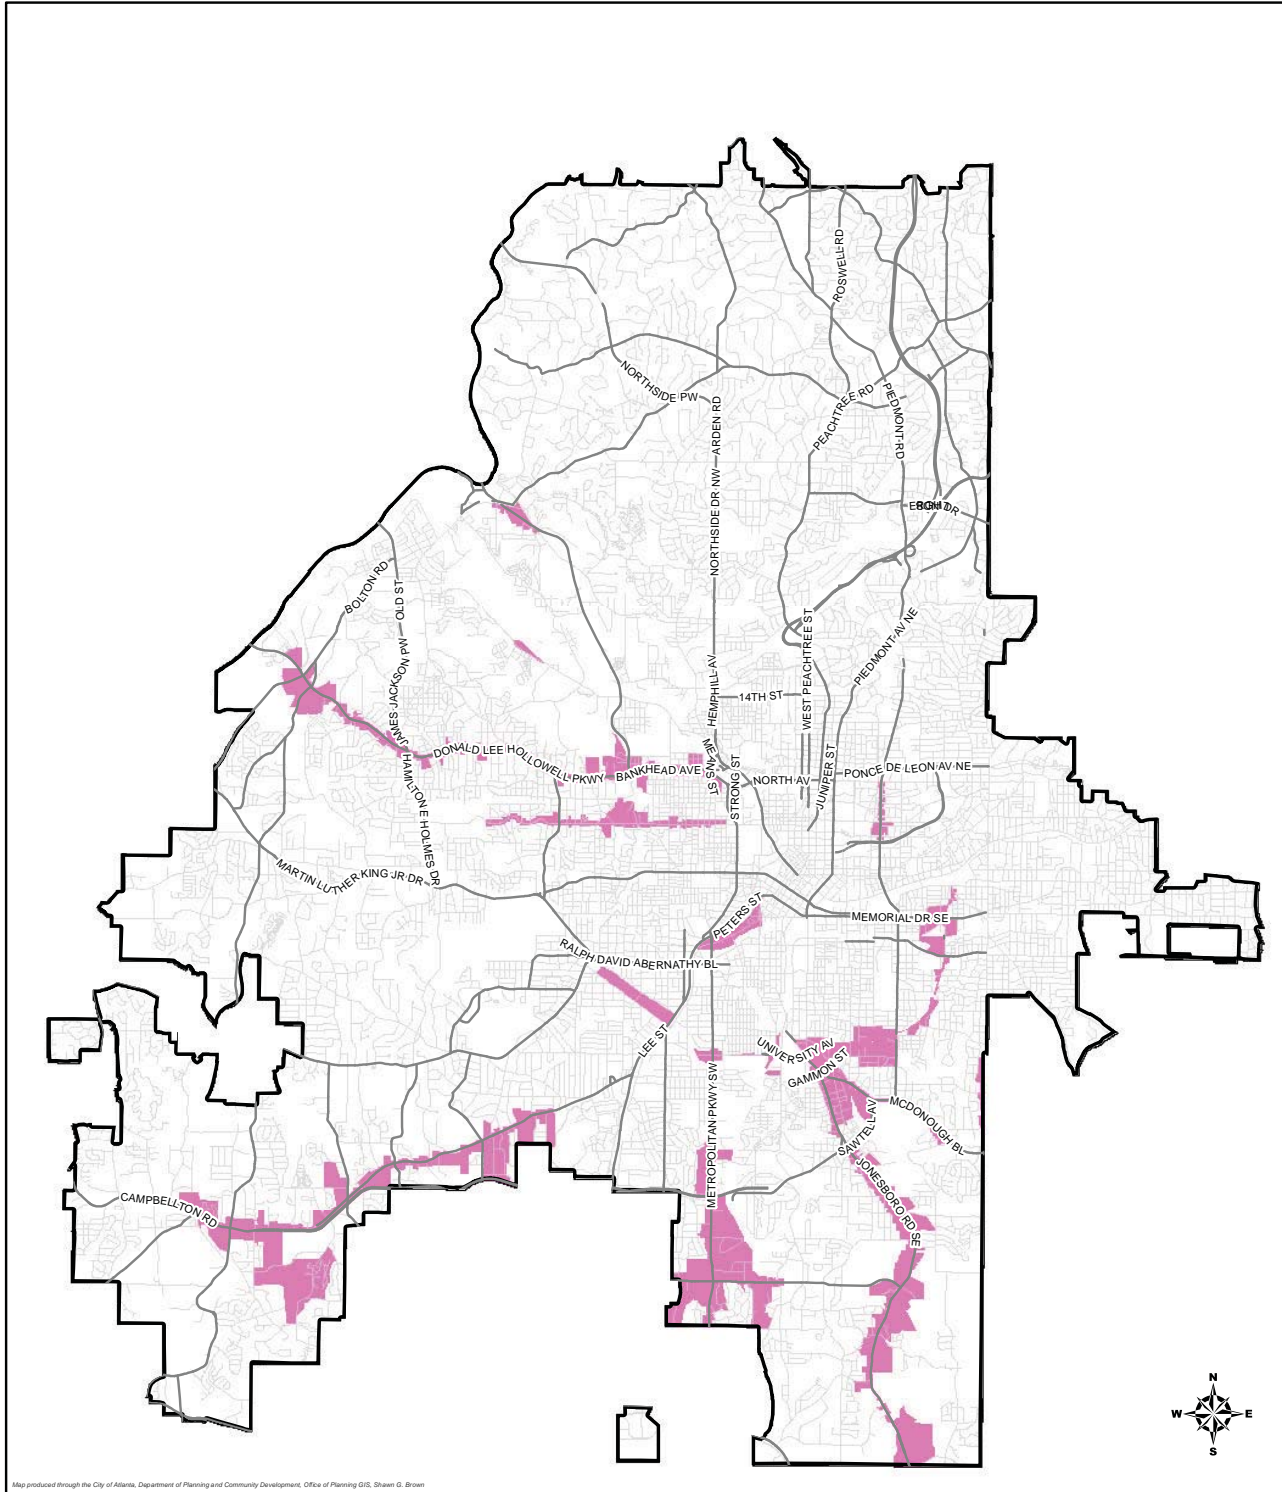 ROSWELL RD
NORTHSIDE PW
PEACHTREE RD
PIEDMONT RD
ARDEN RD
NORTHSIDE DR NW
BOLTON RD
OLD ST
JAMES JACKSON PW
WEST PEACHTREE ST
PIEDMONT AV NE
HEMPHILL AV
14TH ST
MEANS ST
STRONG ST
JUNIPER ST
DONALD LEE HOLLOWELL PKWY
BANKHEAD AVE
NORTH AV
PONCE DE LEON AV NE
HAMILTON E HOLMES DR
MARTIN LUTHER KING JR DR
PETERS ST
MEMORIAL DR SE
RALPH DAVID ABERNATHY BL
LEE ST
UNIVERSITY AV
GAMMON ST
METROPOLITAN PKWY SW
MCDONOUGH BL
SAWTELL AV
JONESBORO RD SE
CAMPBELLTON RD
N
W
E
S
Map produced through the City of Atlanta, Department of Planning and Community Development, Office of Planning GIS, Shawn G. Brown